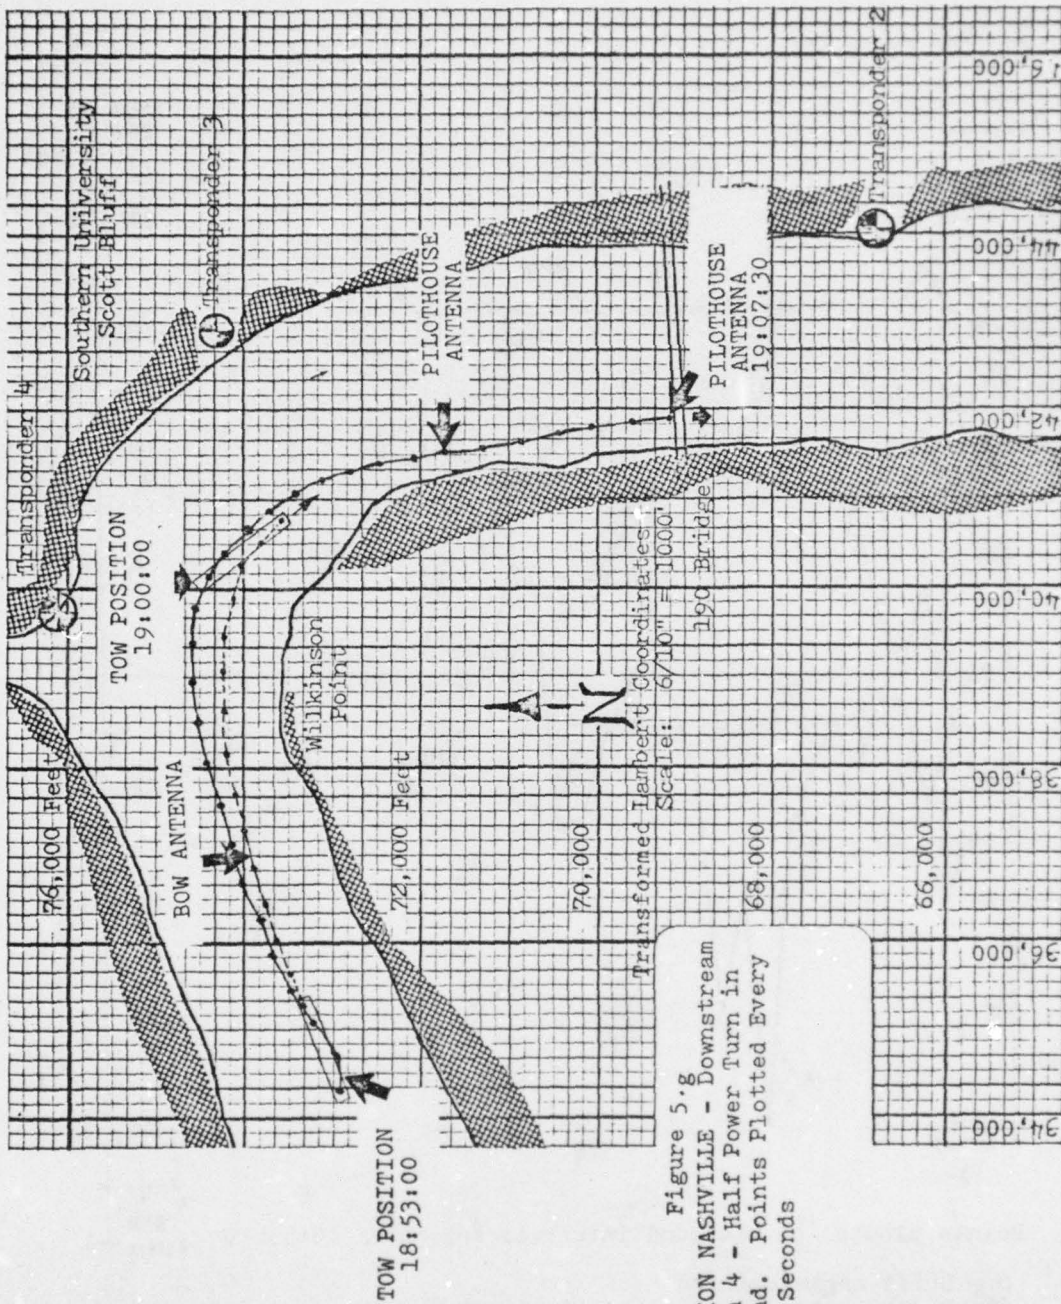 Transponder 4
Southern University
Scott Bluff
Transponder 3
TOW POSITION
19:00:00
76,000 Feet
BOW ANTENNA
Wilkinson
Point
PILOTHOUSE
ANTENNA
72,000 Feet
PILOTHOUSE
ANTENNA
19:07:30
Transponder 2
70,000
N
Transformed Lambert Coordinates
Scale: 6/10" = 1000'
190 Bridge
68,000
66,000
34,000
36,000
38,000
40,000
42,000
44,000
TOW POSITION
18:53:00
Figure 5.g
NASHVILLE - Downstream
4 - Half Power Turn in
Points Plotted Every
Seconds